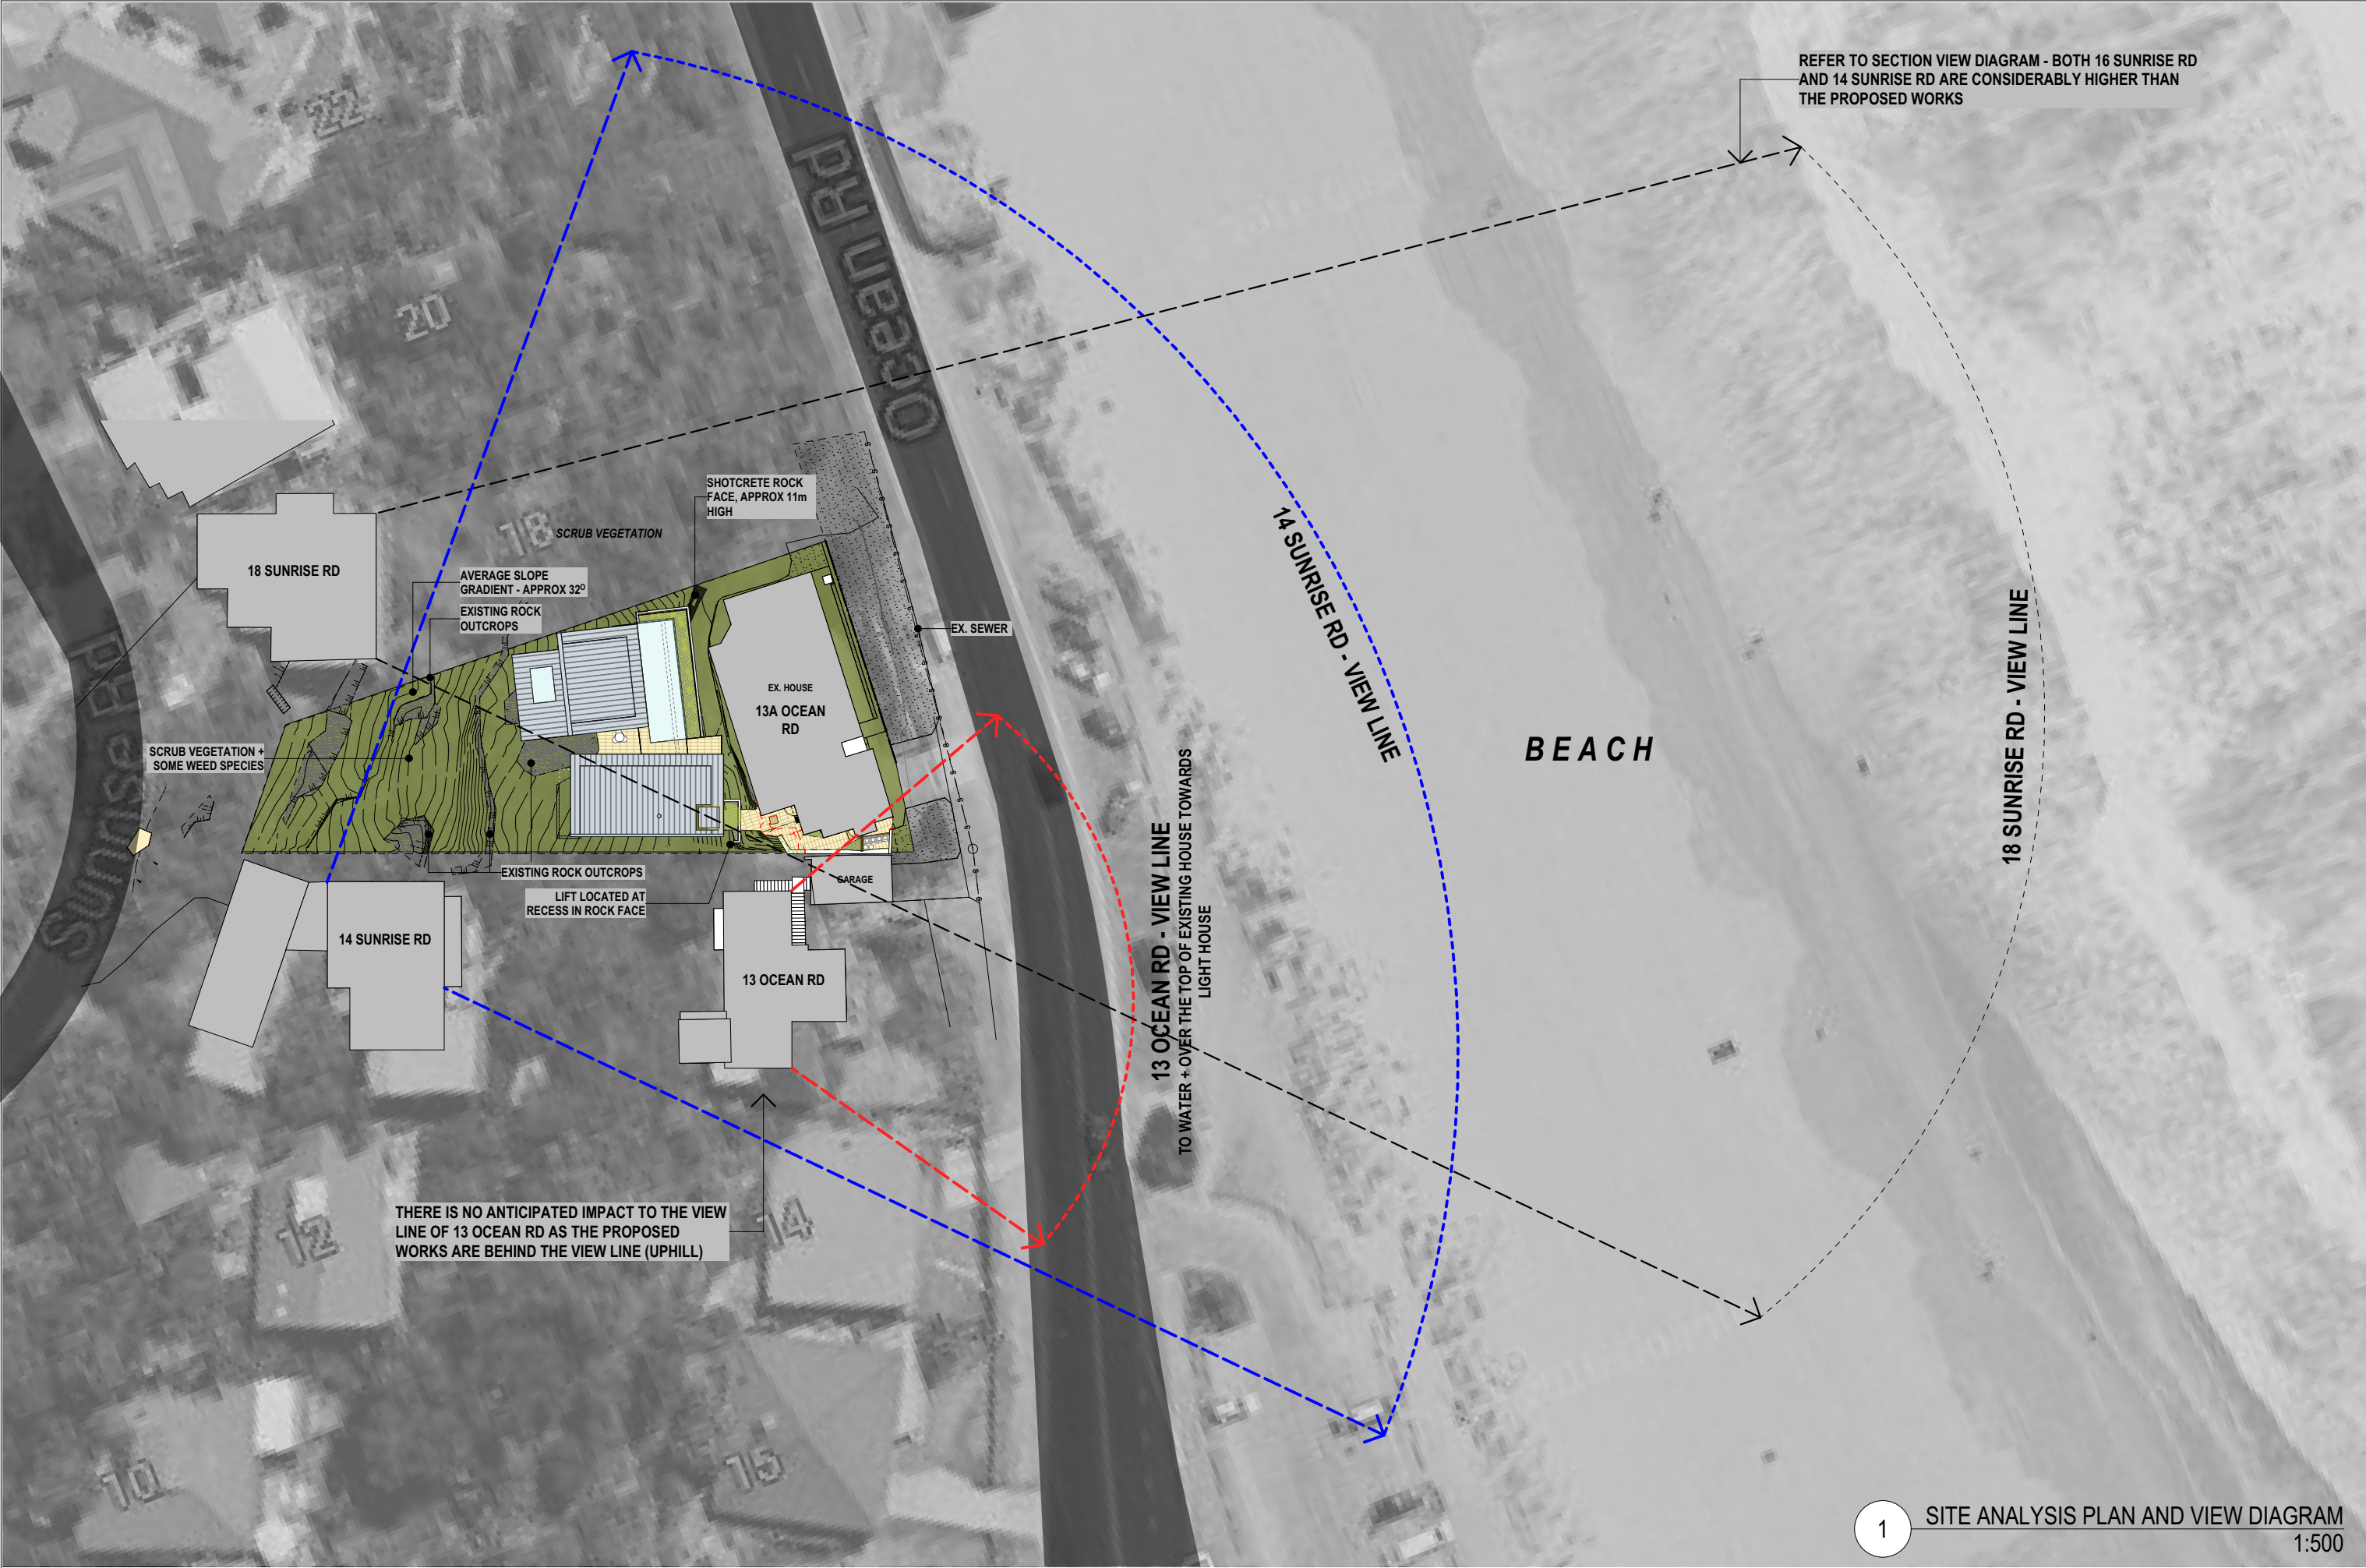 REFER TO SECTION VIEW DIAGRAM - BOTH 16 SUNRISE RD
AND 14 SUNRISE RD ARE CONSIDERABLY HIGHER THAN
THE PROPOSED WORKS
22
Ocean Rd
20
SHOTCRETE ROCK
FACE, APPROX 11m
HIGH
18
SCRUB VEGETATION
18 SUNRISE RD
AVERAGE SLOPE
GRADIENT - APPROX 32º
EXISTING ROCK
OUTCROPS
EX. SEWER
14 SUNRISE RD - VIEW LINE
18 SUNRISE RD - VIEW LINE
EX. HOUSE
13A OCEAN
RD
BEACH
SCRUB VEGETATION +
SOME WEED SPECIES
Sunrise Rd
EXISTING ROCK OUTCROPS
LIFT LOCATED AT
RECESS IN ROCK FACE
GARAGE
13 OCEAN RD - VIEW LINE
TO WATER + OVER THE TOP OF EXISTING HOUSE TOWARDS
LIGHT HOUSE
14 SUNRISE RD
13 OCEAN RD
THERE IS NO ANTICIPATED IMPACT TO THE VIEW
LINE OF 13 OCEAN RD AS THE PROPOSED
WORKS ARE BEHIND THE VIEW LINE (UPHILL)
12
14
10
15
1
SITE ANALYSIS PLAN AND VIEW DIAGRAM
1:500